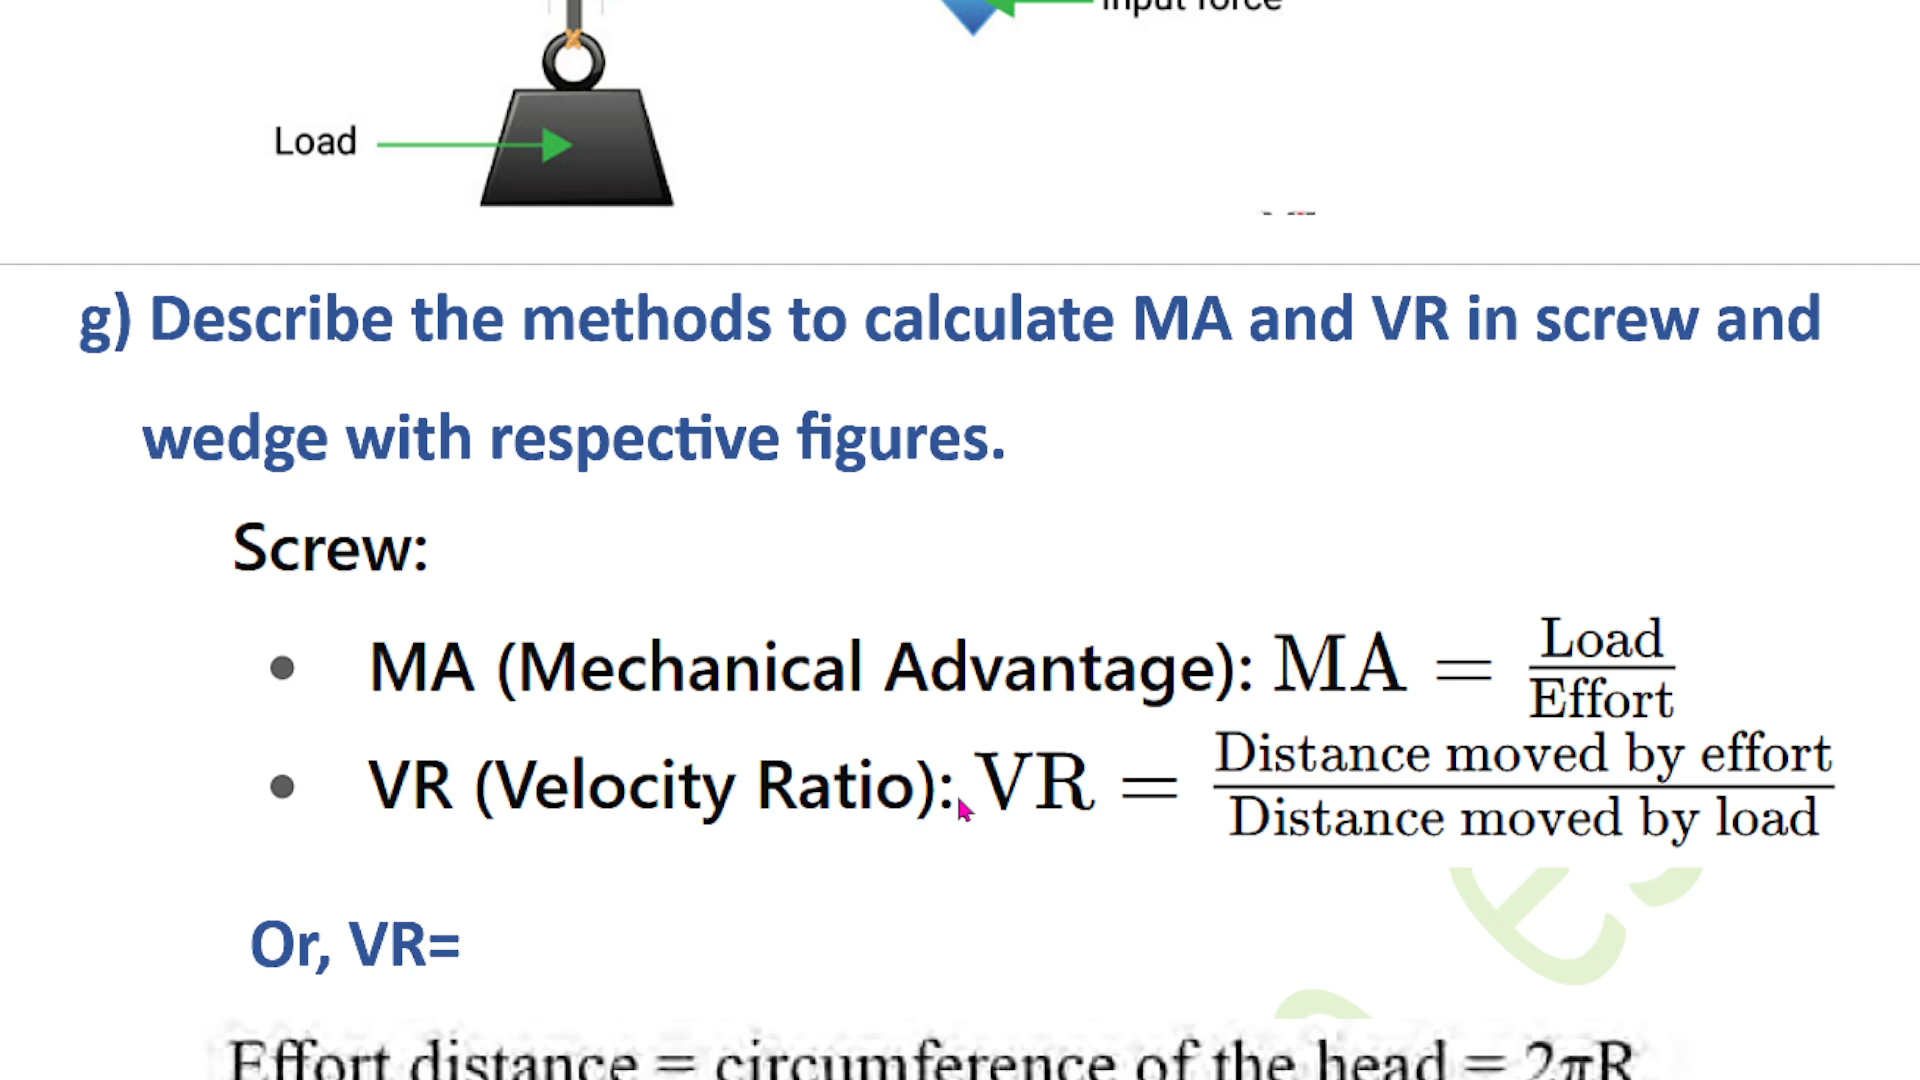 input force
Load
g) Describe the methods to calculate MA and VR in screw and
wedge with respective figures.
Screw:
• MA (Mechanical Advantage): MA = Load/Effort
• VR (Velocity Ratio): VR = Distance moved by effort/Distance moved by load
Or, VR=
Effort distance = circumference of the head = 2πR